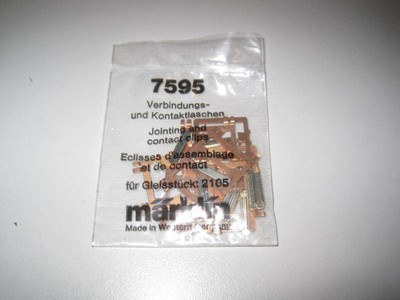 7595
Verbindungs-
und Kontaktlaschen
Jointing and
contact clips
Eclisses d'assemblage
et de contact
für Gleisstück: 2105
märklin
Made in Western Germany